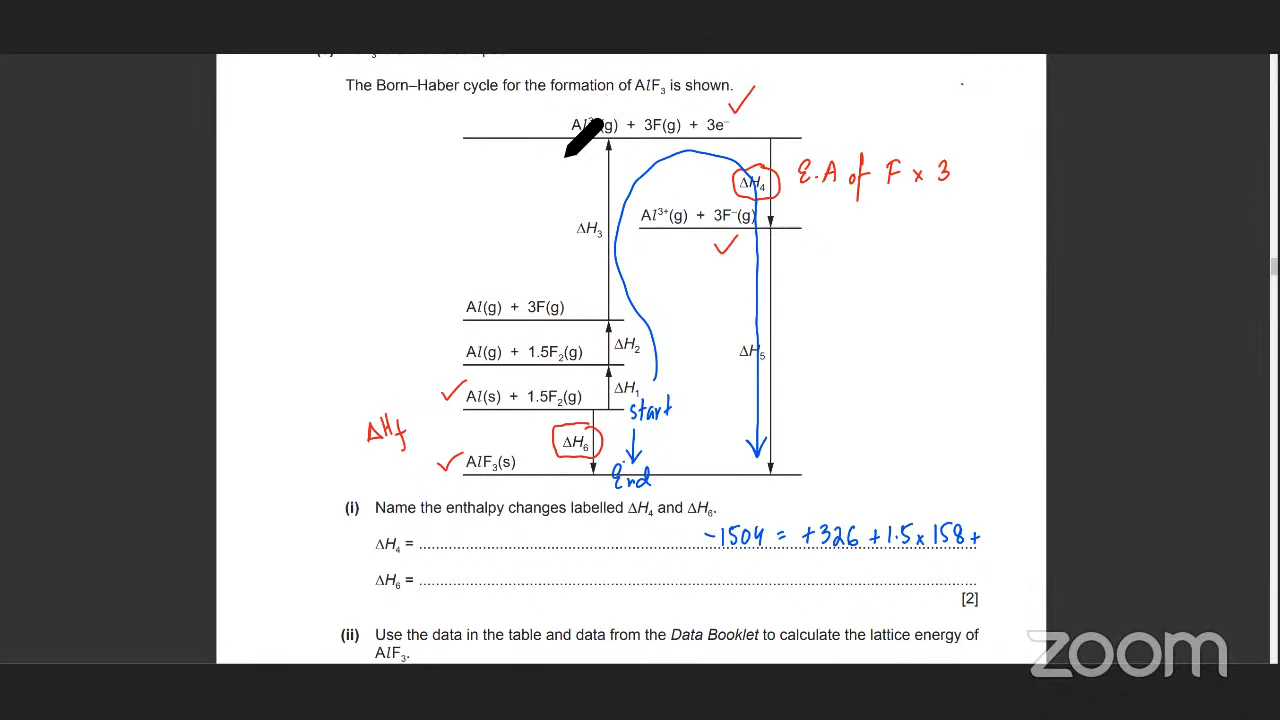 The Born–Haber cycle for the formation of AlF₃ is shown.
(g) + 3F(g) + 3e⁻
ΔH₄ E.A of F × 3
Al³⁺(g) + 3F⁻(g)
ΔH₃
Al(g) + 3F(g)
ΔH₂
Al(g) + 1.5F₂(g)
ΔH₅
ΔH₁
Al(s) + 1.5F₂(g)
start
ΔHf
ΔH₆
AlF₃(s)
End
(i) Name the enthalpy changes labelled ΔH₄ and ΔH₆.
-1504 = +326 + 1.5 × 158 +
ΔH₄ =
ΔH₆ =
[2]
(ii) Use the data in the table and data from the Data Booklet to calculate the lattice energy of
AlF₃.
zoom